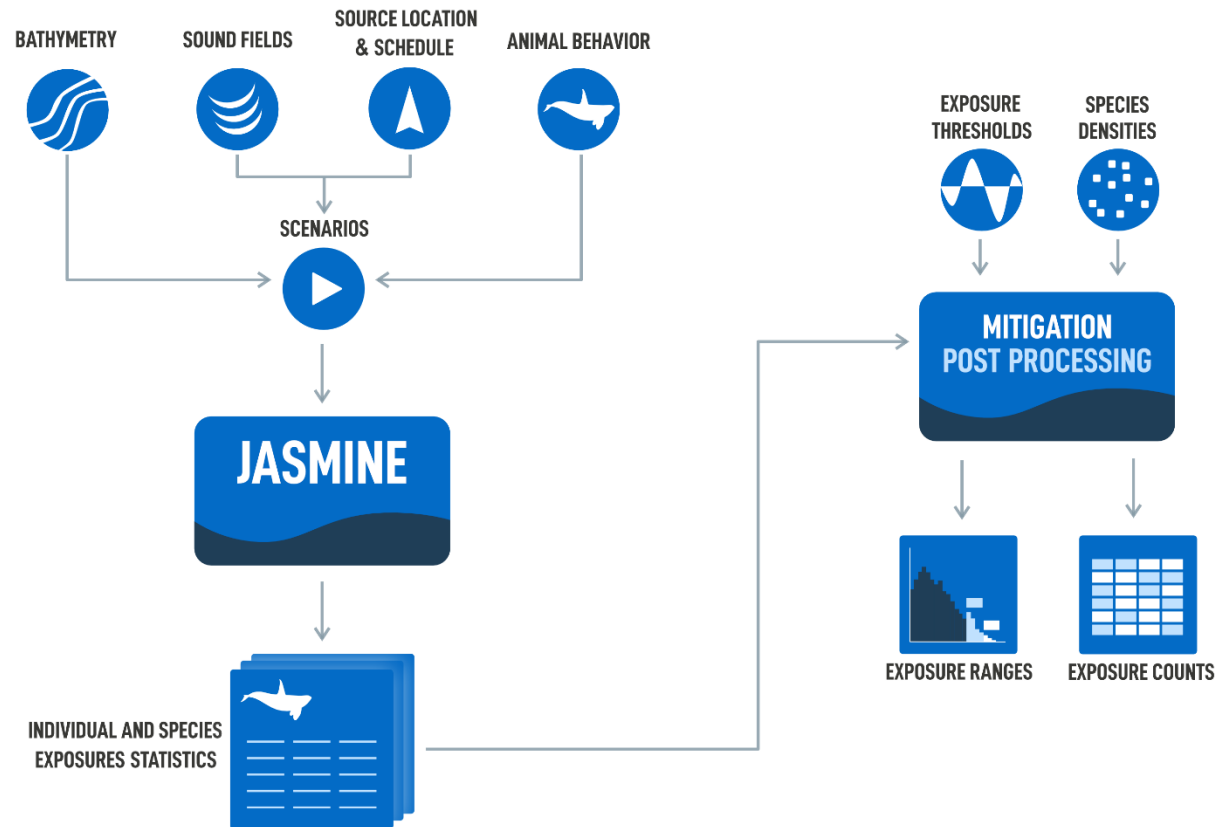 BATHYMETRY
SOUND FIELDS
SOURCE LOCATION
& SCHEDULE
ANIMAL BEHAVIOR
SCENARIOS
JASMINE
INDIVIDUAL AND SPECIES
EXPOSURES STATISTICS
EXPOSURE
THRESHOLDS
SPECIES
DENSITIES
MITIGATION
POST PROCESSING
EXPOSURE RANGES
EXPOSURE COUNTS